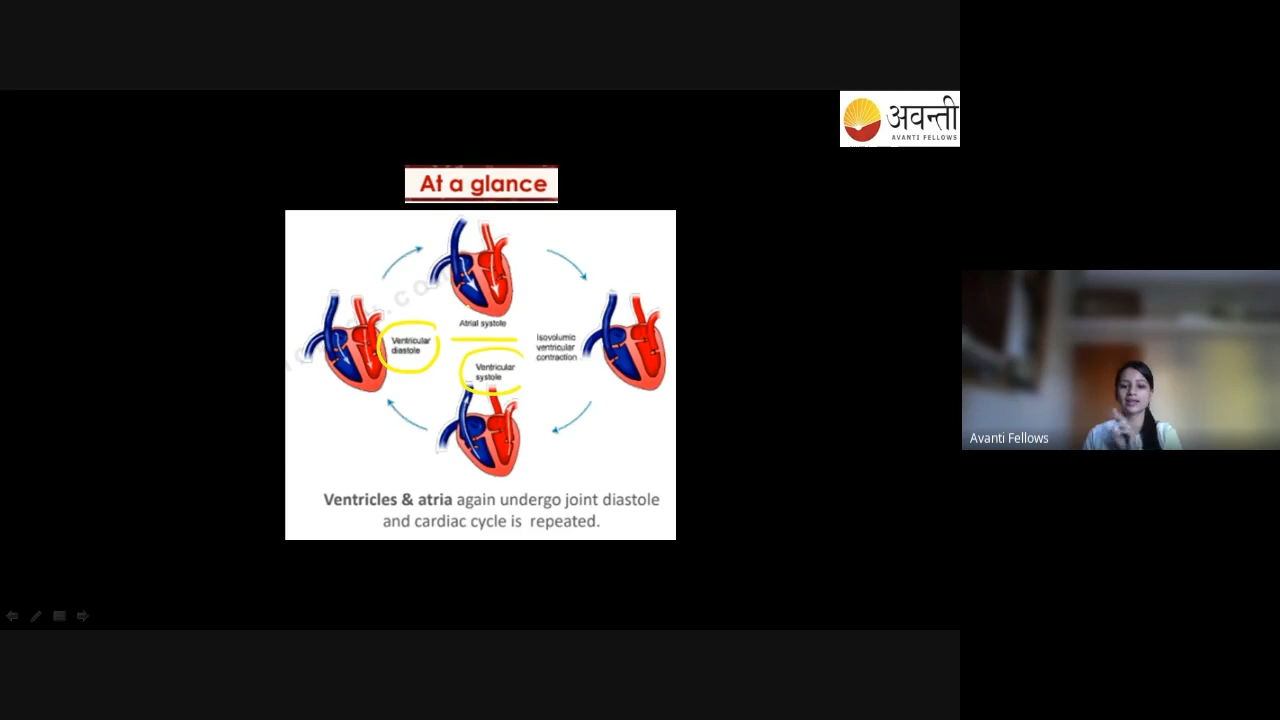 अवन्ती
AVANTI FELLOWS
At a glance
Atrial systole
Ventricular
diastole
Isovolumic
ventricular
contraction
Ventricular
systole
Ventricles & atria again undergo joint diastole
and cardiac cycle is repeated.
Avanti Fellows